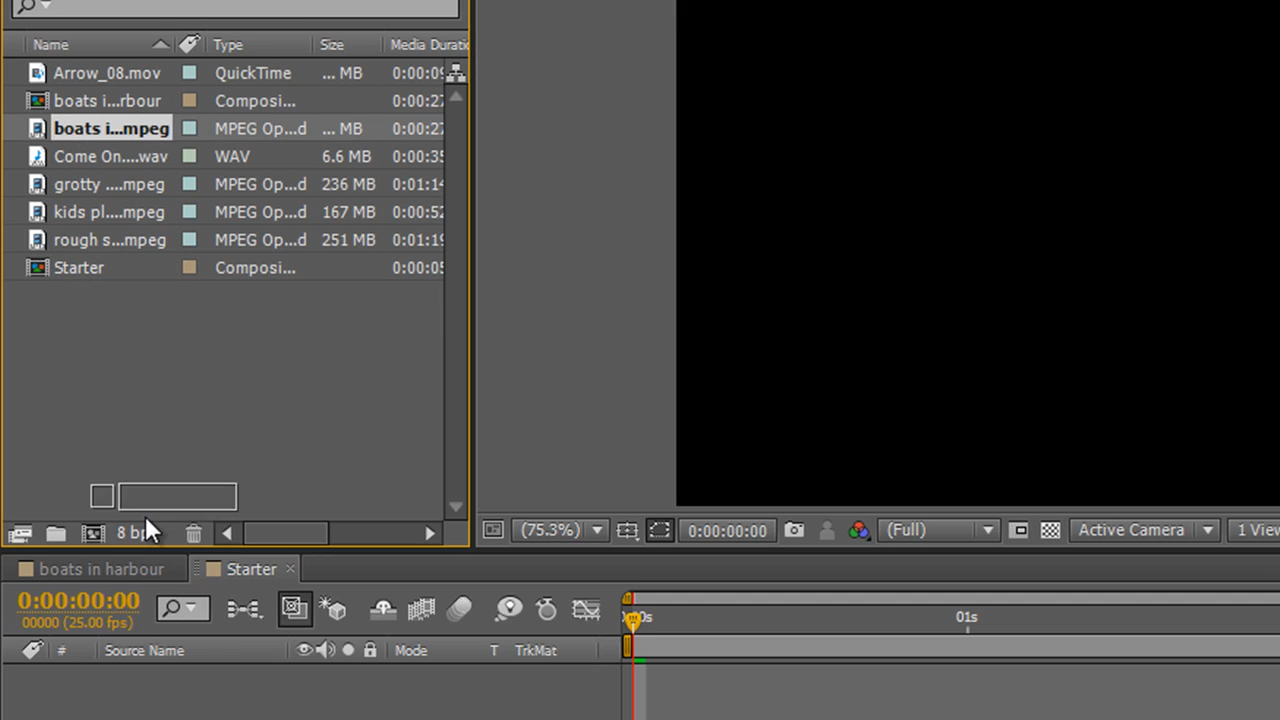 Name Type Size Media Durati
Arrow_08.mov QuickTime ... MB 0:00:09
boats i...rbour Composi... 0:00:27
boats i...mpeg MPEG Op...d ... MB 0:00:27
Come On....wav WAV 6.6 MB 0:00:35
grotty ....mpeg MPEG Op...d 236 MB 0:01:14
kids pl....mpeg MPEG Op...d 167 MB 0:00:52
rough s...mpeg MPEG Op...d 251 MB 0:01:19
Starter Composi... 0:00:05
8 bp
(75.3%) 0:00:00:00 (Full) Active Camera 1 View
boats in harbour Starter
0:00:00:00
00000 (25.00 fps)
0s 01s
# Source Name Mode T TrkMat